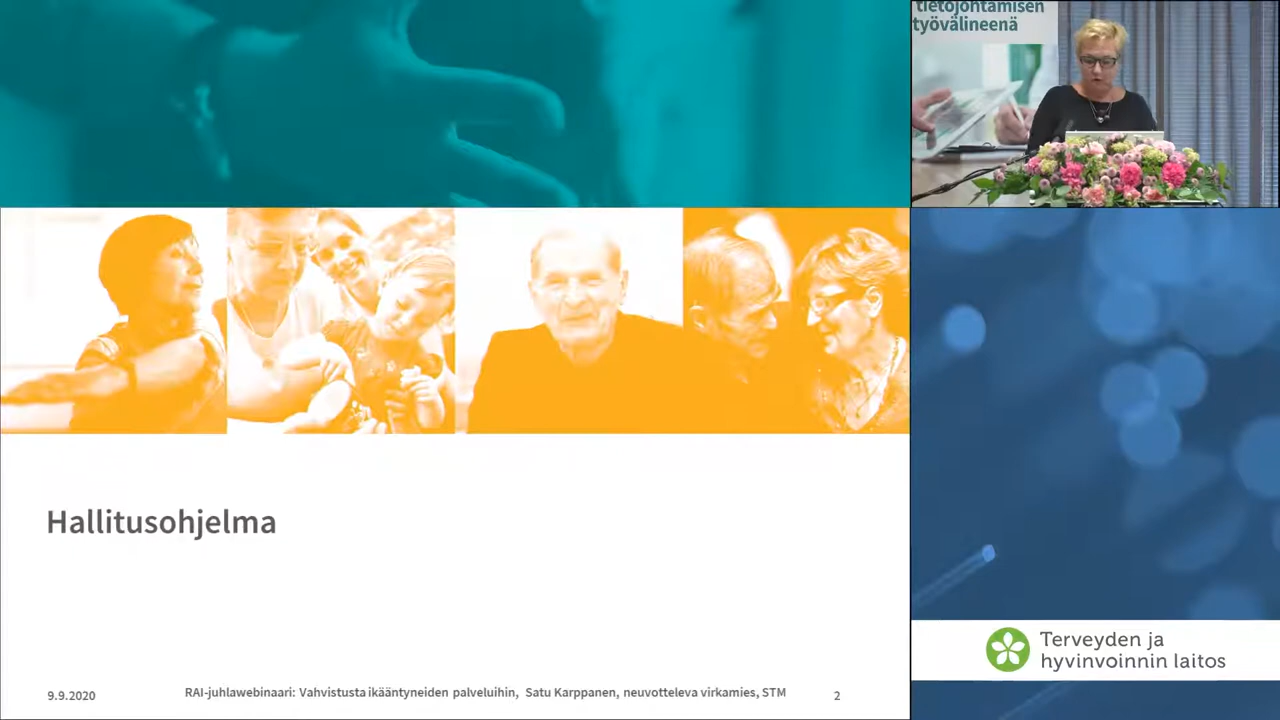 tietojohtamisen
työvälineenä
Hallitusohjelma
9.9.2020
RAI-juhlawebinaari: Vahvistusta ikääntyneiden palveluihin, Satu Karppanen, neuvotteleva virkamies, STM
2
Terveyden ja
hyvinvoinnin laitos